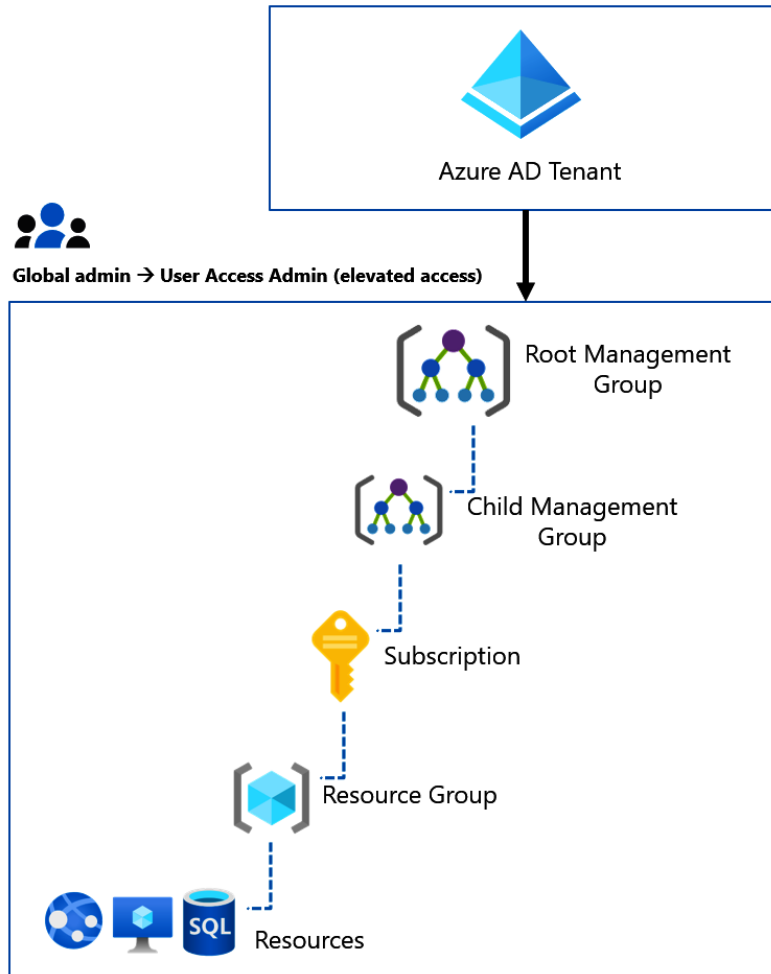 Azure AD Tenant
Global admin → User Access Admin (elevated access)
Root Management
Group
Child Management
Group
Subscription
Resource Group
SQL
Resources